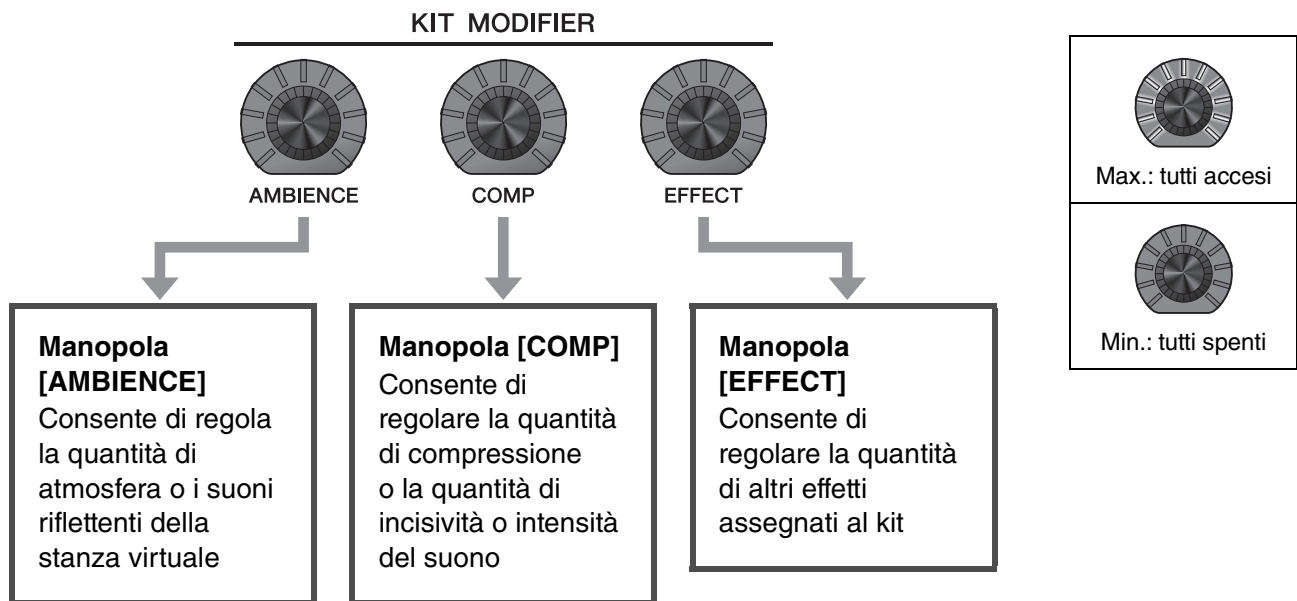 KIT MODIFIER
AMBIENCE
COMP
EFFECT
Manopola
[AMBIENCE]
Consente di regola
la quantità di
atmosfera o i suoni
riflettenti della
stanza virtuale
Manopola [COMP]
Consente di
regolare la quantità
di compressione
o la quantità di
incisività o intensità
del suono
Manopola
[EFFECT]
Consente di
regolare la quantità
di altri effetti
assegnati al kit
Max.: tutti accesi
Min.: tutti spenti